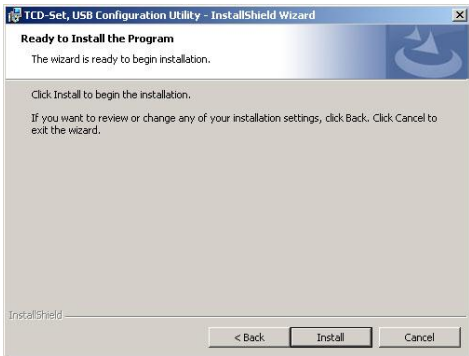 TCD-Set, USB Configuration Utility - InstallShield Wizard
Ready to Install the Program
The wizard is ready to begin installation.
Click Install to begin the installation.
If you want to review or change any of your installation settings, click Back. Click Cancel to
exit the wizard.
InstallShield
< Back Install Cancel